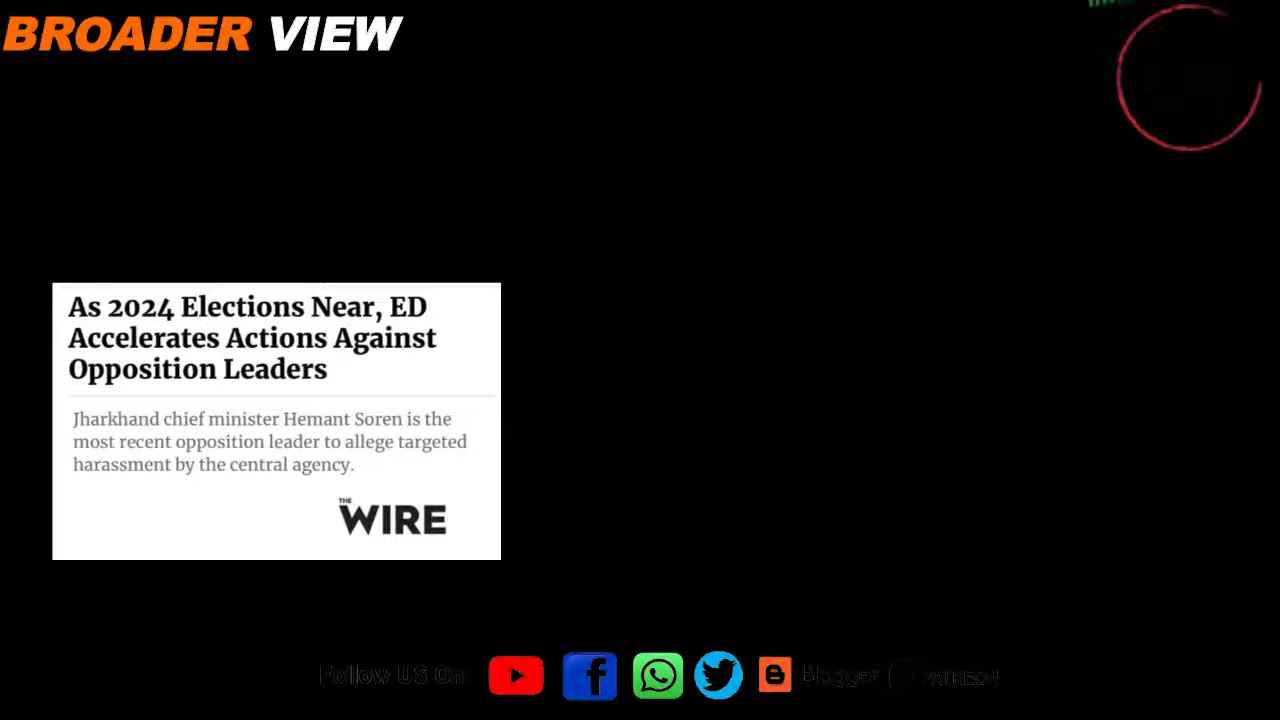 BROADER VIEW
As 2024 Elections Near, ED
Accelerates Actions Against
Opposition Leaders
Jharkhand chief minister Hemant Soren is the
most recent opposition leader to allege targeted
harassment by the central agency.
THE
WIRE
Follow US On
Blogger PATREON